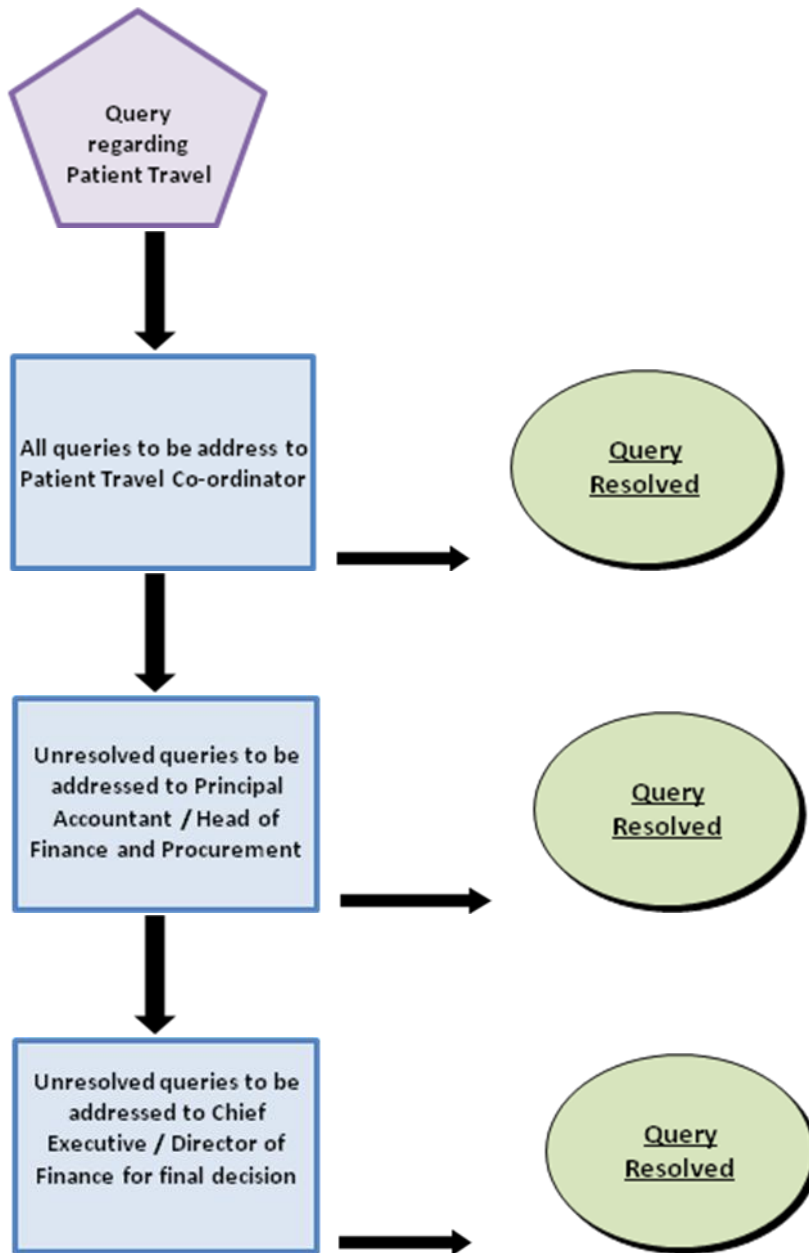 Query
regarding
Patient Travel
All queries to be address to
Patient Travel Co-ordinator
Query
Resolved
Unresolved queries to be
addressed to Principal
Accountant / Head of
Finance and Procurement
Query
Resolved
Unresolved queries to be
addressed to Chief
Executive / Director of
Finance for final decision
Query
Resolved